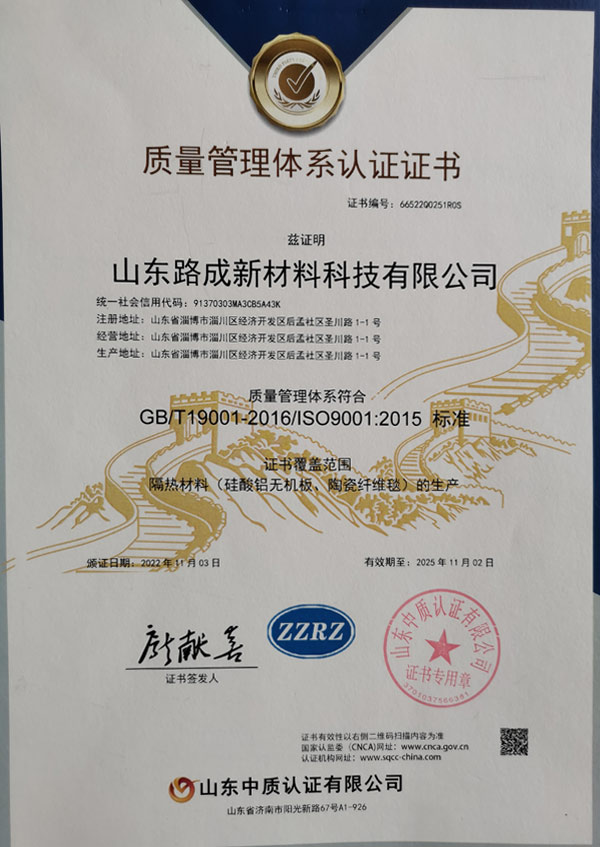 质量管理体系认证证书
证书编号：66522Q0251R0S
兹证明
山东路成新材料科技有限公司
统一社会信用代码：91370303MA3CB5A43K
注册地址：山东省淄博市淄川区经济开发区后孟社区圣川路1-1号
经营地址：山东省淄博市淄川区经济开发区后孟社区圣川路1-1号
生产地址：山东省淄博市淄川区经济开发区后孟社区圣川路1-1号
质量管理体系符合
GB/T19001-2016/ISO9001:2015 标准
证书覆盖范围
隔热材料（硅酸铝无机板、陶瓷纤维毯）的生产
颁证日期：2022年11月03日
有效期至：2025年11月02日
ZZRZ
山东中质认证有限公司
证书专用章
3701037566381
证书签发人
证书有效性以右侧二维码扫描内容为准
国家认监委 (CNCA)网址：www.cnca.gov.cn
认证机构网址：www.sqcc-china.com
山东中质认证有限公司
山东省济南市阳光新路67号A1-926